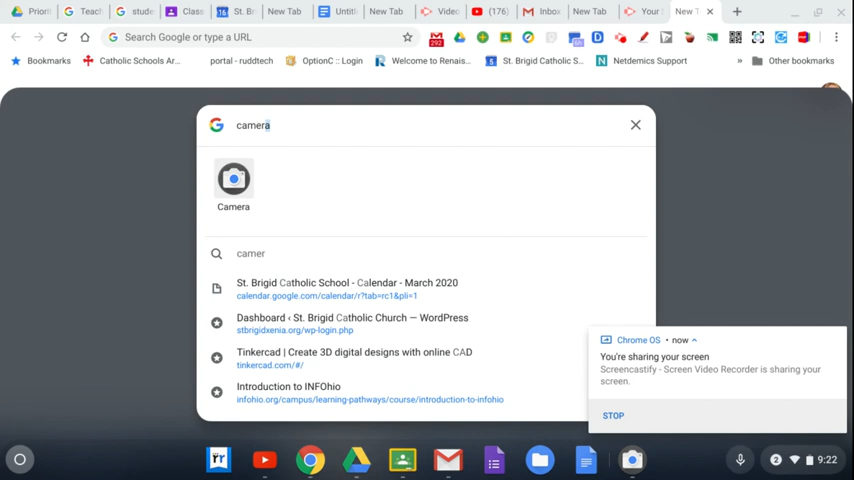 Priorit
Teach
stude
Class
16
St. Br
New Tab
Untitl
New Tab
Video
(176)
Inbox
New Tab
Your S
New T
Search Google or type a URL
292
Bookmarks
Catholic Schools Ar...
portal - ruddtech
OptionC :: Login
Welcome to Renais...
5
St. Brigid Catholic S...
Netdemics Support
»
Other bookmarks
camera
Camera
camer
St. Brigid Catholic School - Calendar - March 2020
calendar.google.com/calendar/r?tab=rc1&pli=1
Dashboard ‹ St. Brigid Catholic Church — WordPress
stbrigidxenia.org/wp-login.php
Tinkercad | Create 3D digital designs with online CAD
tinkercad.com/#/
Introduction to INFOhio
infohio.org/campus/learning-pathways/course/introduction-to-infohio
Chrome OS • now
You're sharing your screen
Screencastify - Screen Video Recorder is sharing your
screen.
STOP
rr
2
9:22